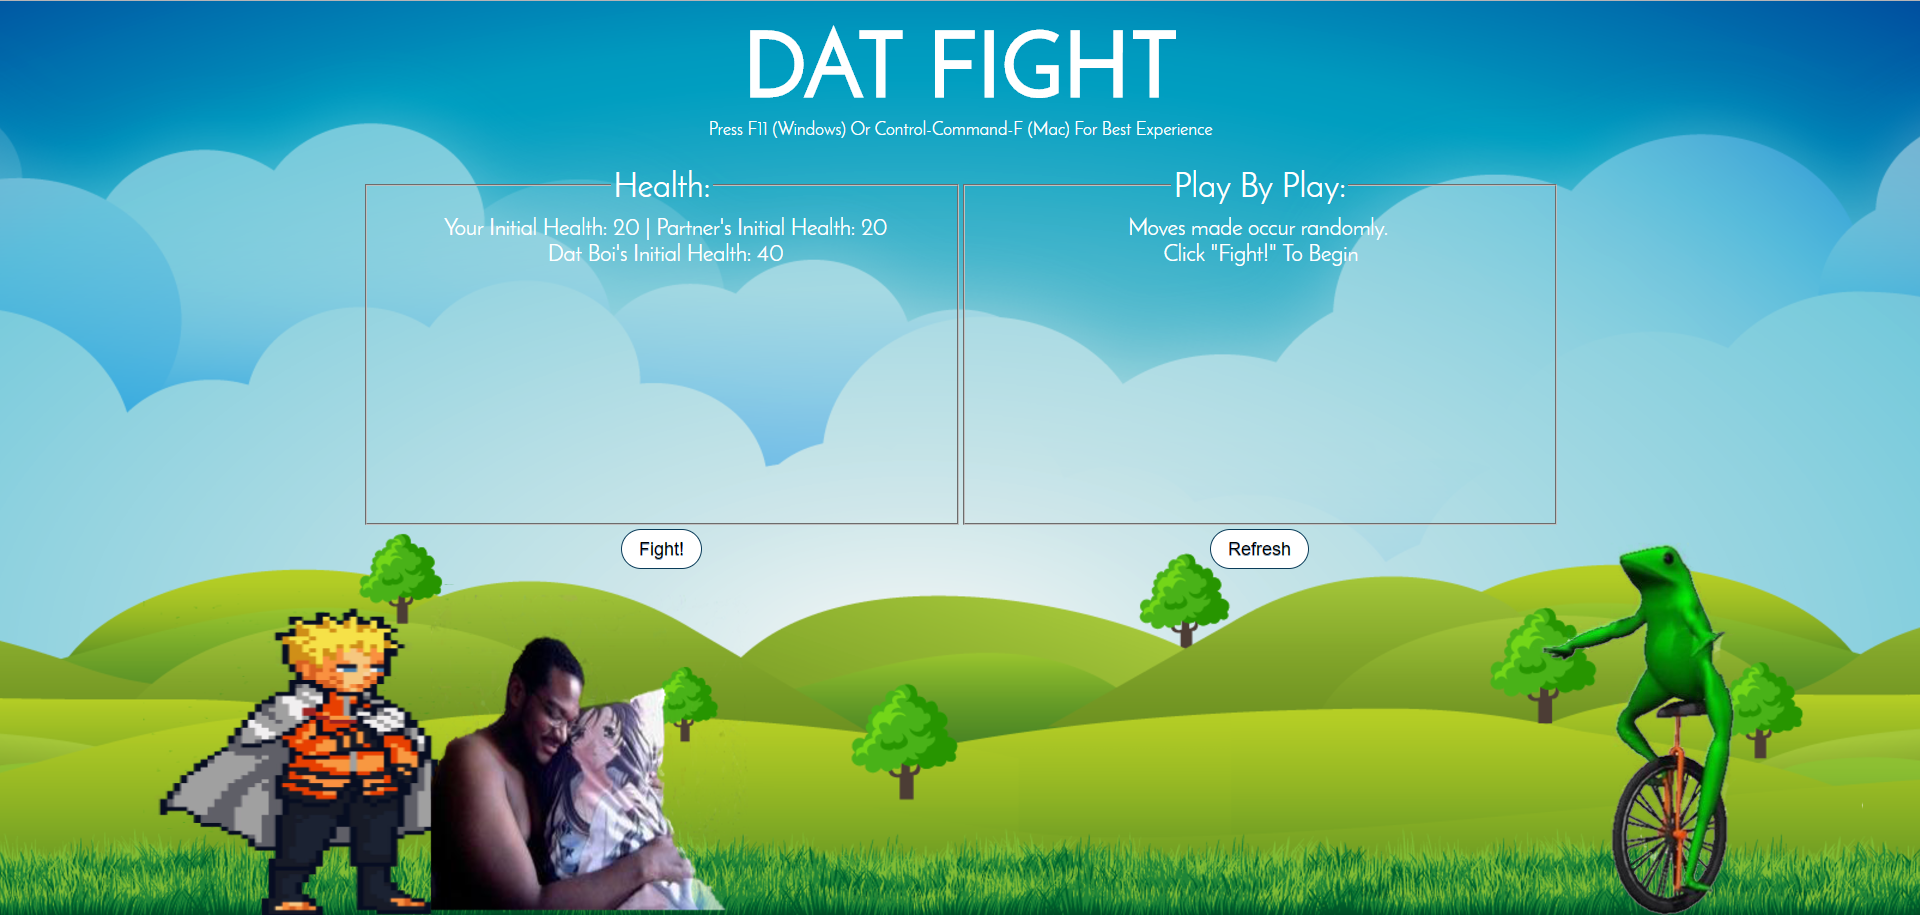 DAT FIGHT
Press F11 (Windows) Or Control-Command-F (Mac) For Best Experience
Health:
Your Initial Health: 20 | Partner's Initial Health: 20
Dat Boi's Initial Health: 40
Play By Play:
Moves made occur randomly.
Click "Fight!" To Begin
Fight!
Refresh